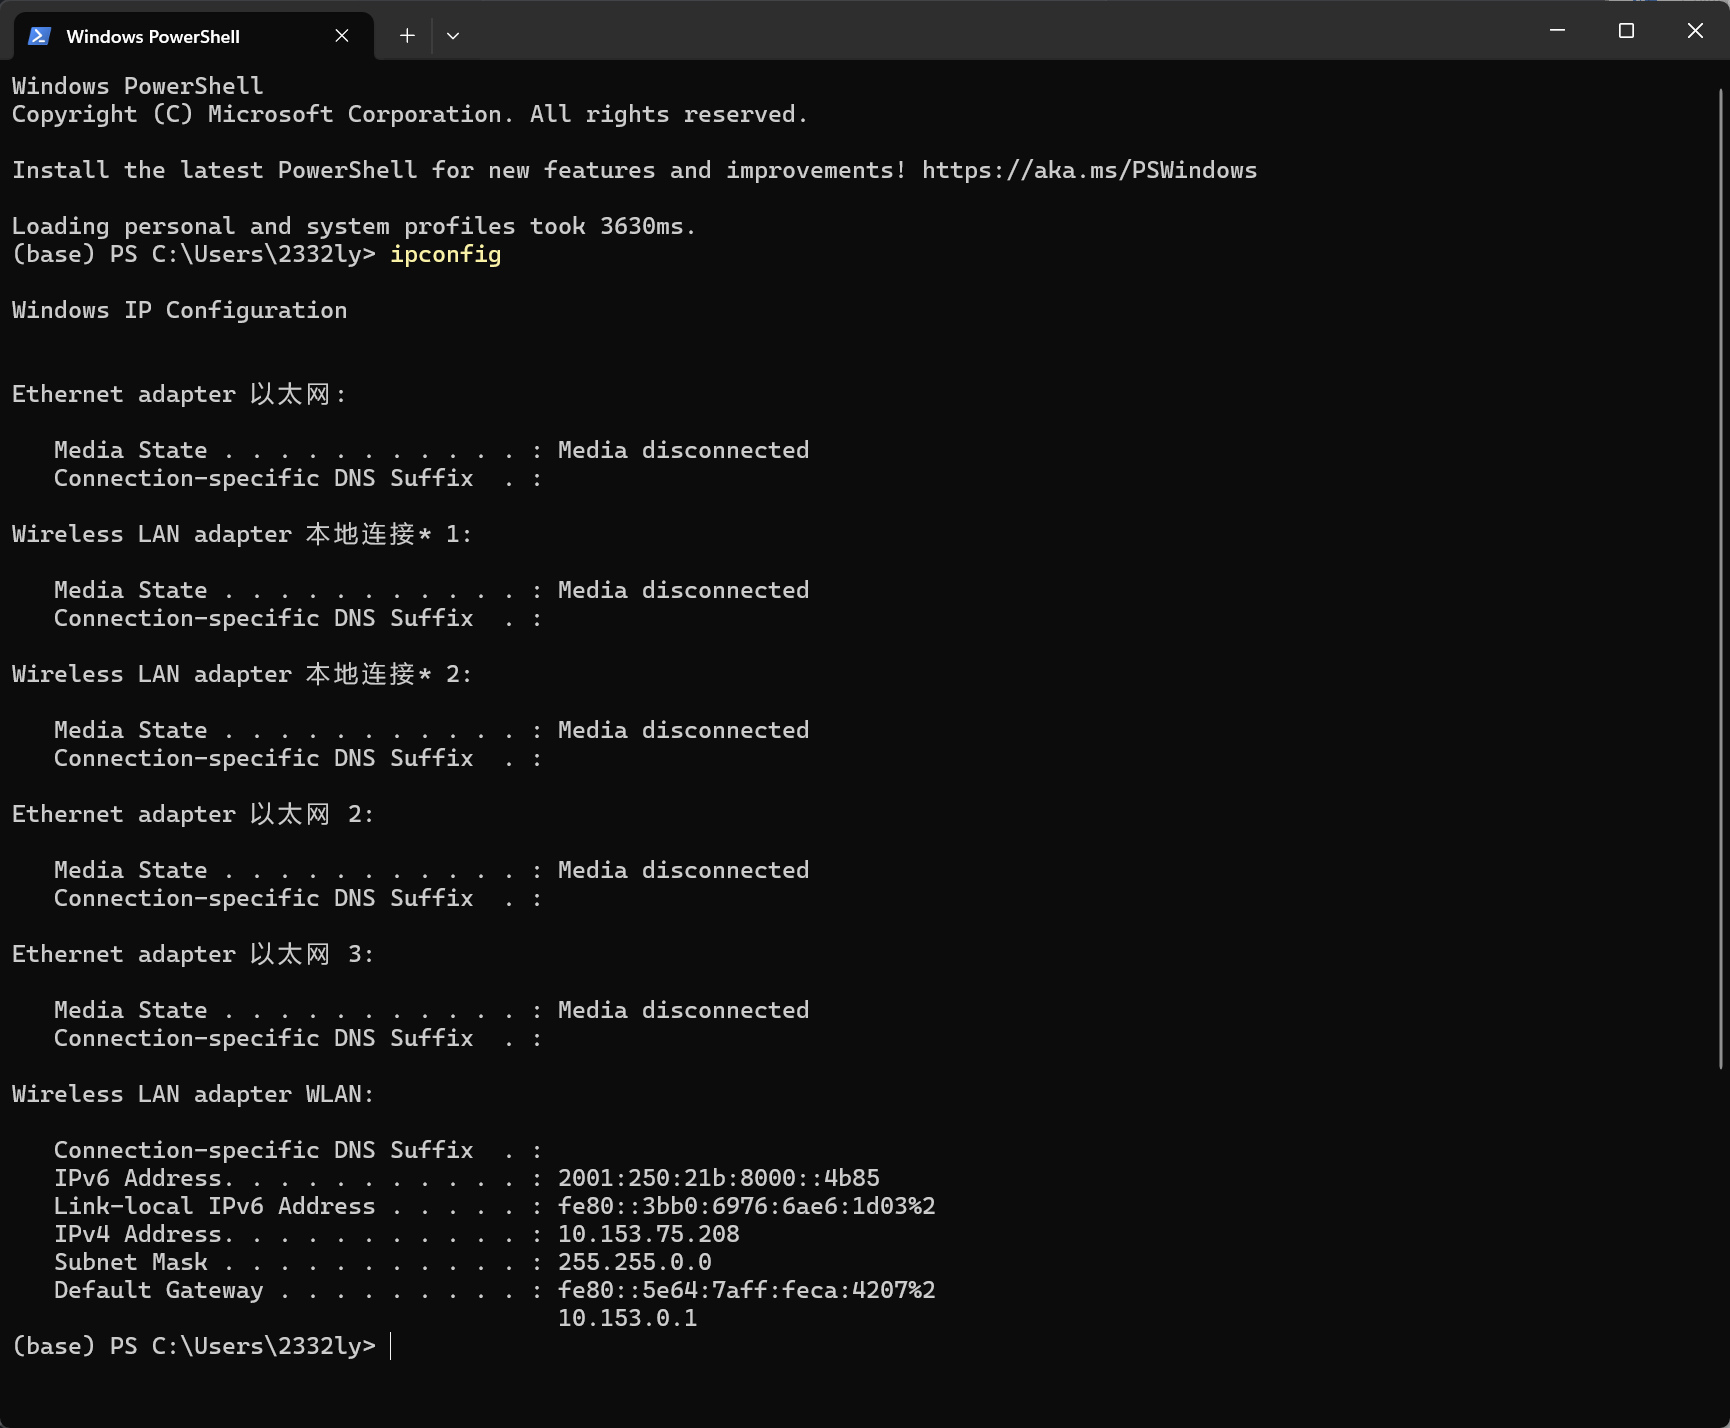 Windows PowerShell
Windows PowerShell
Copyright (C) Microsoft Corporation. All rights reserved.
Install the latest PowerShell for new features and improvements! https://aka.ms/PSWindows
Loading personal and system profiles took 3630ms.
(base) PS C:\Users\2332ly> ipconfig
Windows IP Configuration
Ethernet adapter 以太网:
   Media State . . . . . . . . . . . : Media disconnected
   Connection-specific DNS Suffix  . :
Wireless LAN adapter 本地连接* 1:
   Media State . . . . . . . . . . . : Media disconnected
   Connection-specific DNS Suffix  . :
Wireless LAN adapter 本地连接* 2:
   Media State . . . . . . . . . . . : Media disconnected
   Connection-specific DNS Suffix  . :
Ethernet adapter 以太网 2:
   Media State . . . . . . . . . . . : Media disconnected
   Connection-specific DNS Suffix  . :
Ethernet adapter 以太网 3:
   Media State . . . . . . . . . . . : Media disconnected
   Connection-specific DNS Suffix  . :
Wireless LAN adapter WLAN:
   Connection-specific DNS Suffix  . :
   IPv6 Address. . . . . . . . . . . : 2001:250:21b:8000::4b85
   Link-local IPv6 Address . . . . . : fe80::3bb0:6976:6ae6:1d03%2
   IPv4 Address. . . . . . . . . . . : 10.153.75.208
   Subnet Mask . . . . . . . . . . . : 255.255.0.0
   Default Gateway . . . . . . . . . : fe80::5e64:7aff:feca:4207%2
                                       10.153.0.1
(base) PS C:\Users\2332ly>